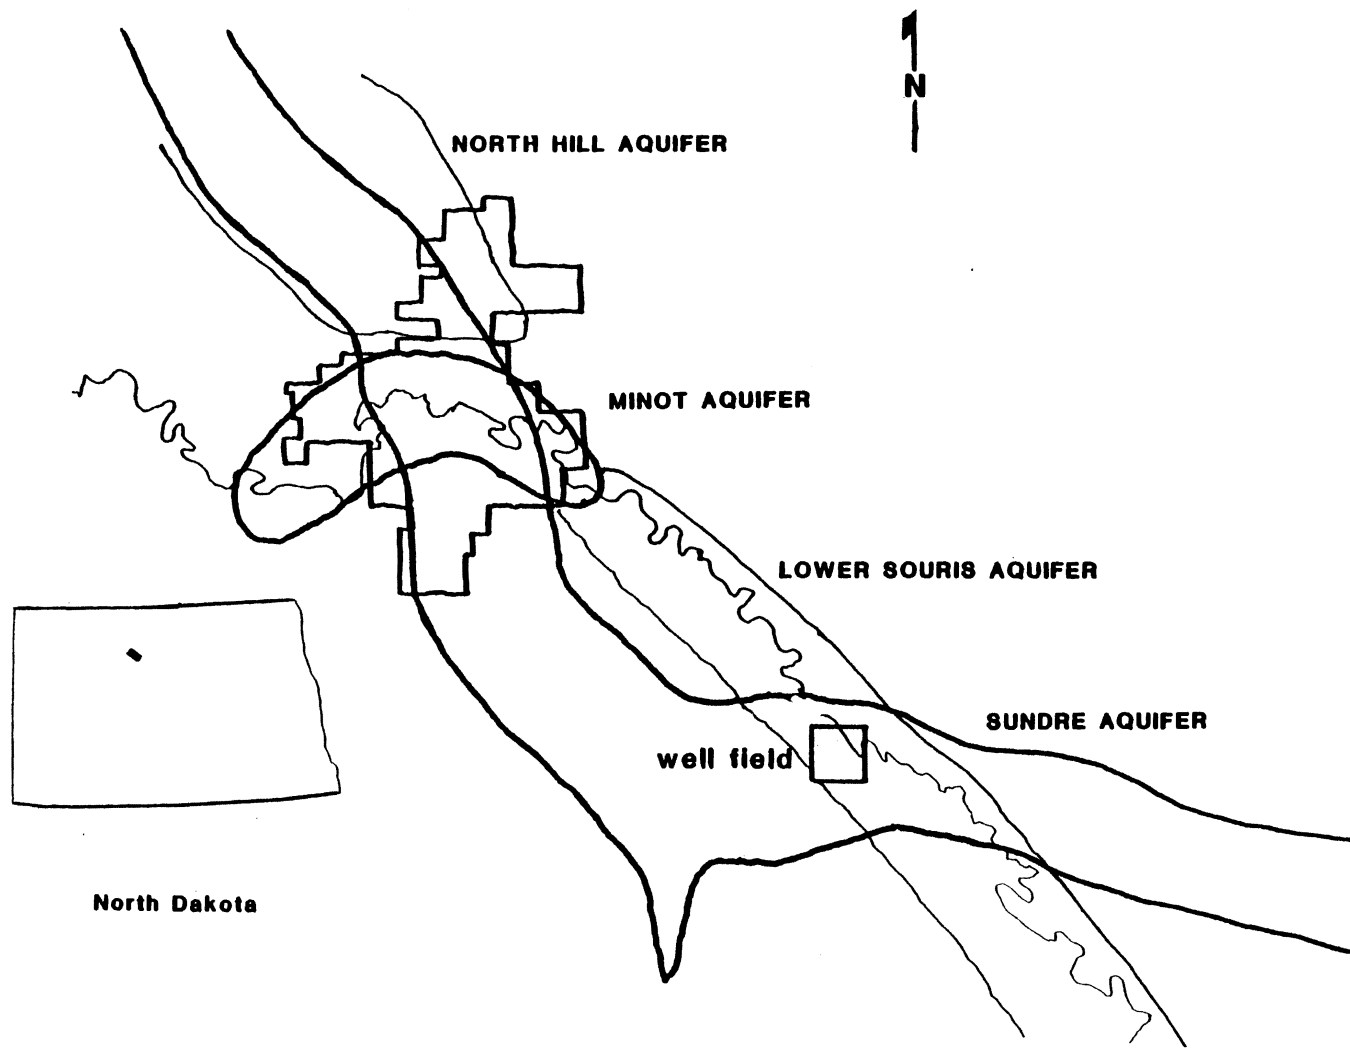 N
NORTH HILL AQUIFER
MINOT AQUIFER
LOWER SOURIS AQUIFER
SUNDRE AQUIFER
well field
North Dakota